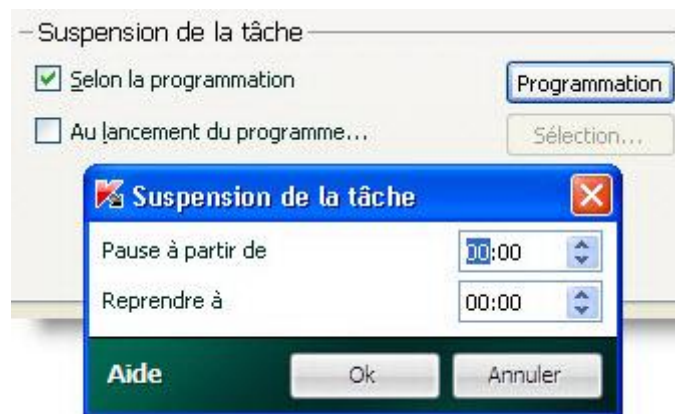 Suspension de la tâche
Selon la programmation
Programmation
Au lancement du programme...
Sélection...
Suspension de la tâche
Pause à partir de
00:00
Reprendre à
00:00
Aide
Ok
Annuler